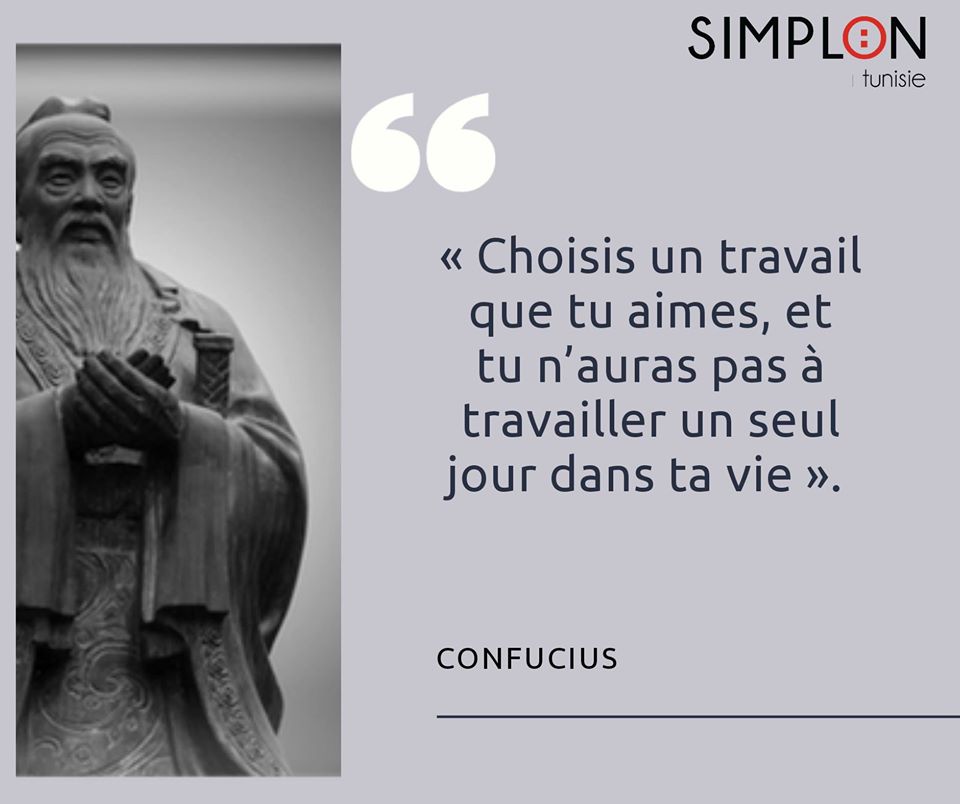 SIMPLON
tunisie
“
« Choisis un travail
que tu aimes, et
tu n’auras pas à
travailler un seul
jour dans ta vie ».
CONFUCIUS